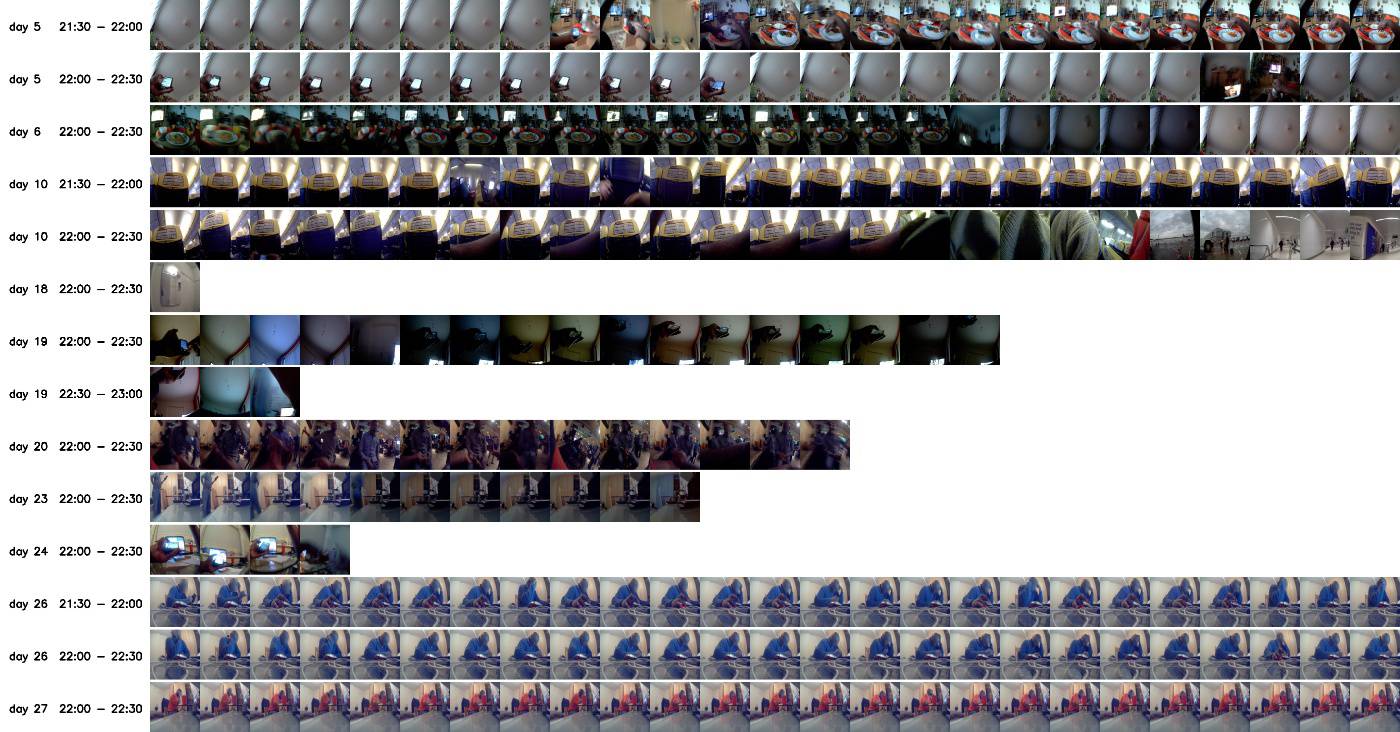 day 5 21:30 – 22:00
day 5 22:00 – 22:30
day 6 22:00 – 22:30
day 10 21:30 – 22:00
day 10 22:00 – 22:30
day 18 22:00 – 22:30
day 19 22:00 – 22:30
day 19 22:30 – 23:00
day 20 22:00 – 22:30
day 23 22:00 – 22:30
day 24 22:00 – 22:30
day 26 21:30 – 22:00
day 26 22:00 – 22:30
day 27 22:00 – 22:30